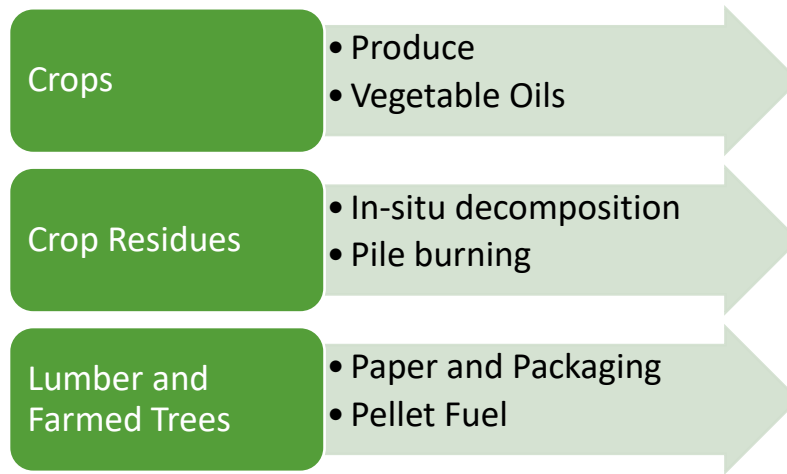 Crops
• Produce
• Vegetable Oils
Crop Residues
• In-situ decomposition
• Pile burning
Lumber and
Farmed Trees
• Paper and Packaging
• Pellet Fuel